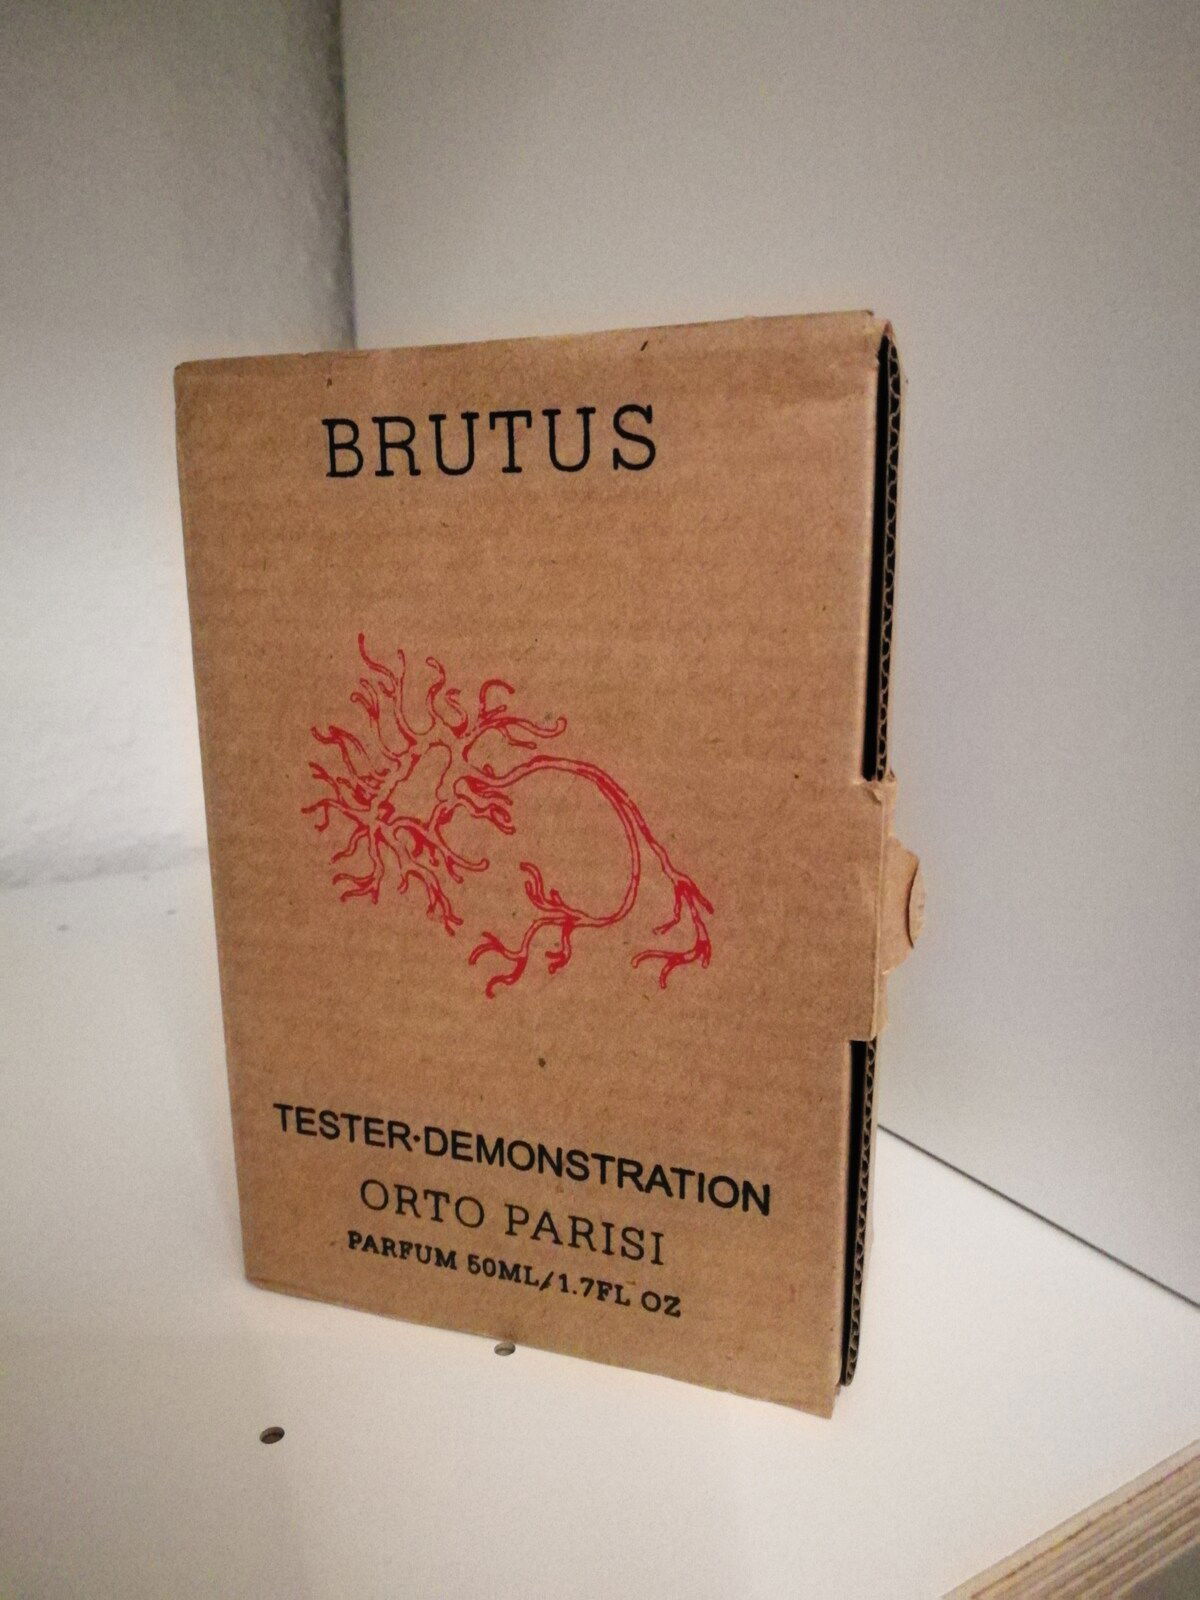 BRUTUS
TESTER·DEMONSTRATION
ORTO PARISI
PARFUM 50ML/1.7FL OZ